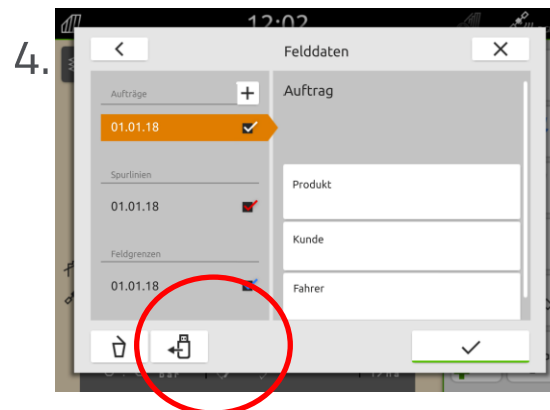 4.
12:02
Felddaten
Aufträge
Auftrag
01.01.18
Spurlinien
01.01.18
Produkt
Kunde
Feldgrenzen
01.01.18
Fahrer